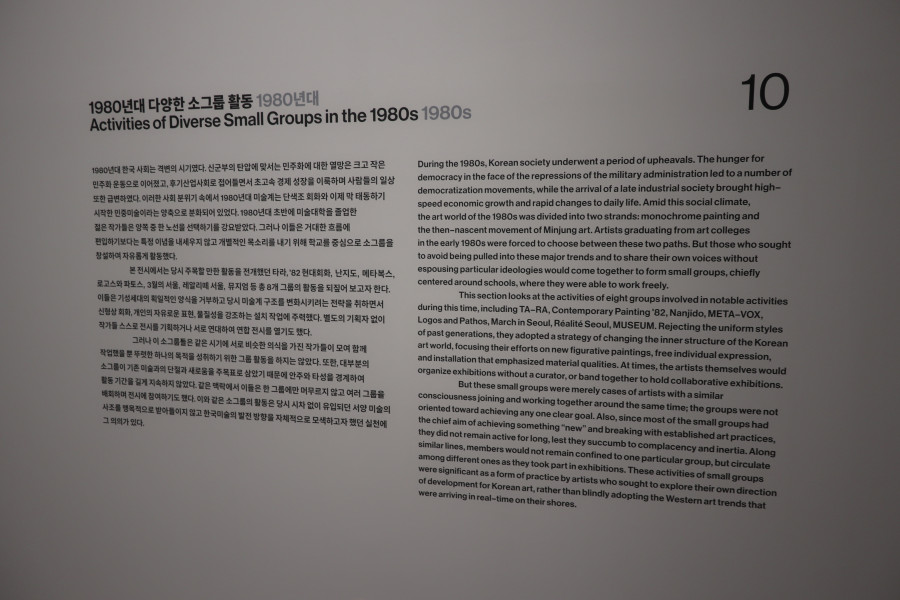 10
1980년대 다양한 소그룹 활동 1980년대
Activities of Diverse Small Groups in the 1980s 1980s
1980년대 한국 사회는 격변의 시기였다. 신군부의 탄압에 맞서는 민주화에 대한 열망은 크고 작은
민주화 운동으로 이어졌고, 후기산업사회로 접어들면서 초고속 경제 성장을 이룩하며 사람들의 일상
또한 급변하였다. 이러한 사회 분위기 속에서 1980년대 미술계는 단색조 회화와 이제 막 태동하기
시작한 민중미술이라는 양축으로 분화되어 있었다. 1980년대 초반에 미술대학을 졸업한
젊은 작가들은 양쪽 중 한 노선을 선택하기를 강요받았다. 그러나 이들은 거대한 흐름에
편입하기보다는 특정 이념을 내세우지 않고 개별적인 목소리를 내기 위해 학교를 중심으로 소그룹을
창설하여 자유롭게 활동했다.
본 전시에서는 당시 주목할 만한 활동을 전개했던 타라, '82 현대회화, 난지도, 메타복스,
로고스와 파토스, 3월의 서울, 레알리떼 서울, 뮤지엄 등 총 8개 그룹의 활동을 되짚어 보고자 한다.
이들은 기성세대의 획일적인 양식을 거부하고 당시 미술계 구조를 변화시키려는 전략을 취하면서
신형상 회화, 개인의 자유로운 표현, 물질성을 강조하는 설치 작업에 주력했다. 별도의 기획자 없이
작가들 스스로 전시를 기획하거나 서로 연대하여 연합 전시를 열기도 했다.
그러나 이 소그룹들은 같은 시기에 서로 비슷한 의식을 가진 작가들이 모여 함께
작업했을 뿐 뚜렷한 하나의 목적을 성취하기 위한 그룹 활동을 하지는 않았다. 또한, 대부분의
소그룹이 기존 미술과의 단절과 새로움을 주목표로 삼았기 때문에 안주와 타성을 경계하여
활동 기간을 길게 지속하지 않았다. 같은 맥락에서 이들은 한 그룹에만 머무르지 않고 여러 그룹을
배회하며 전시에 참여하기도 했다. 이와 같은 소그룹의 활동은 당시 시차 없이 유입되던 서양 미술의
사조를 맹목적으로 받아들이지 않고 한국미술의 발전 방향을 자체적으로 모색하고자 했던 실천에
그 의의가 있다.
During the 1980s, Korean society underwent a period of upheavals. The hunger for
democracy in the face of the repressions of the military administration led to a number of
democratization movements, while the arrival of a late industrial society brought high-
speed economic growth and rapid changes to daily life. Amid this social climate,
the art world of the 1980s was divided into two strands: monochrome painting and
the then-nascent movement of Minjung art. Artists graduating from art colleges
in the early 1980s were forced to choose between these two paths. But those who sought
to avoid being pulled into these major trends and to share their own voices without
espousing particular ideologies would come together to form small groups, chiefly
centered around schools, where they were able to work freely.
This section looks at the activities of eight groups involved in notable activities
during this time, including TA-RA, Contemporary Painting '82, Nanjido, META-VOX,
Logos and Pathos, March in Seoul, Réalité Seoul, MUSEUM. Rejecting the uniform styles
of past generations, they adopted a strategy of changing the inner structure of the Korean
art world, focusing their efforts on new figurative paintings, free individual expression,
and installation that emphasized material qualities. At times, the artists themselves would
organize exhibitions without a curator, or band together to hold collaborative exhibitions.
But these small groups were merely cases of artists with a similar
consciousness joining and working together around the same time; the groups were not
oriented toward achieving any one clear goal. Also, since most of the small groups had
the chief aim of achieving something "new" and breaking with established art practices,
they did not remain active for long, lest they succumb to complacency and inertia. Along
similar lines, members would not remain confined to one particular group, but circulate
among different ones as they took part in exhibitions. These activities of small groups
were significant as a form of practice by artists who sought to explore their own direction
of development for Korean art, rather than blindly adopting the Western art trends that
were arriving in real-time on their shores.